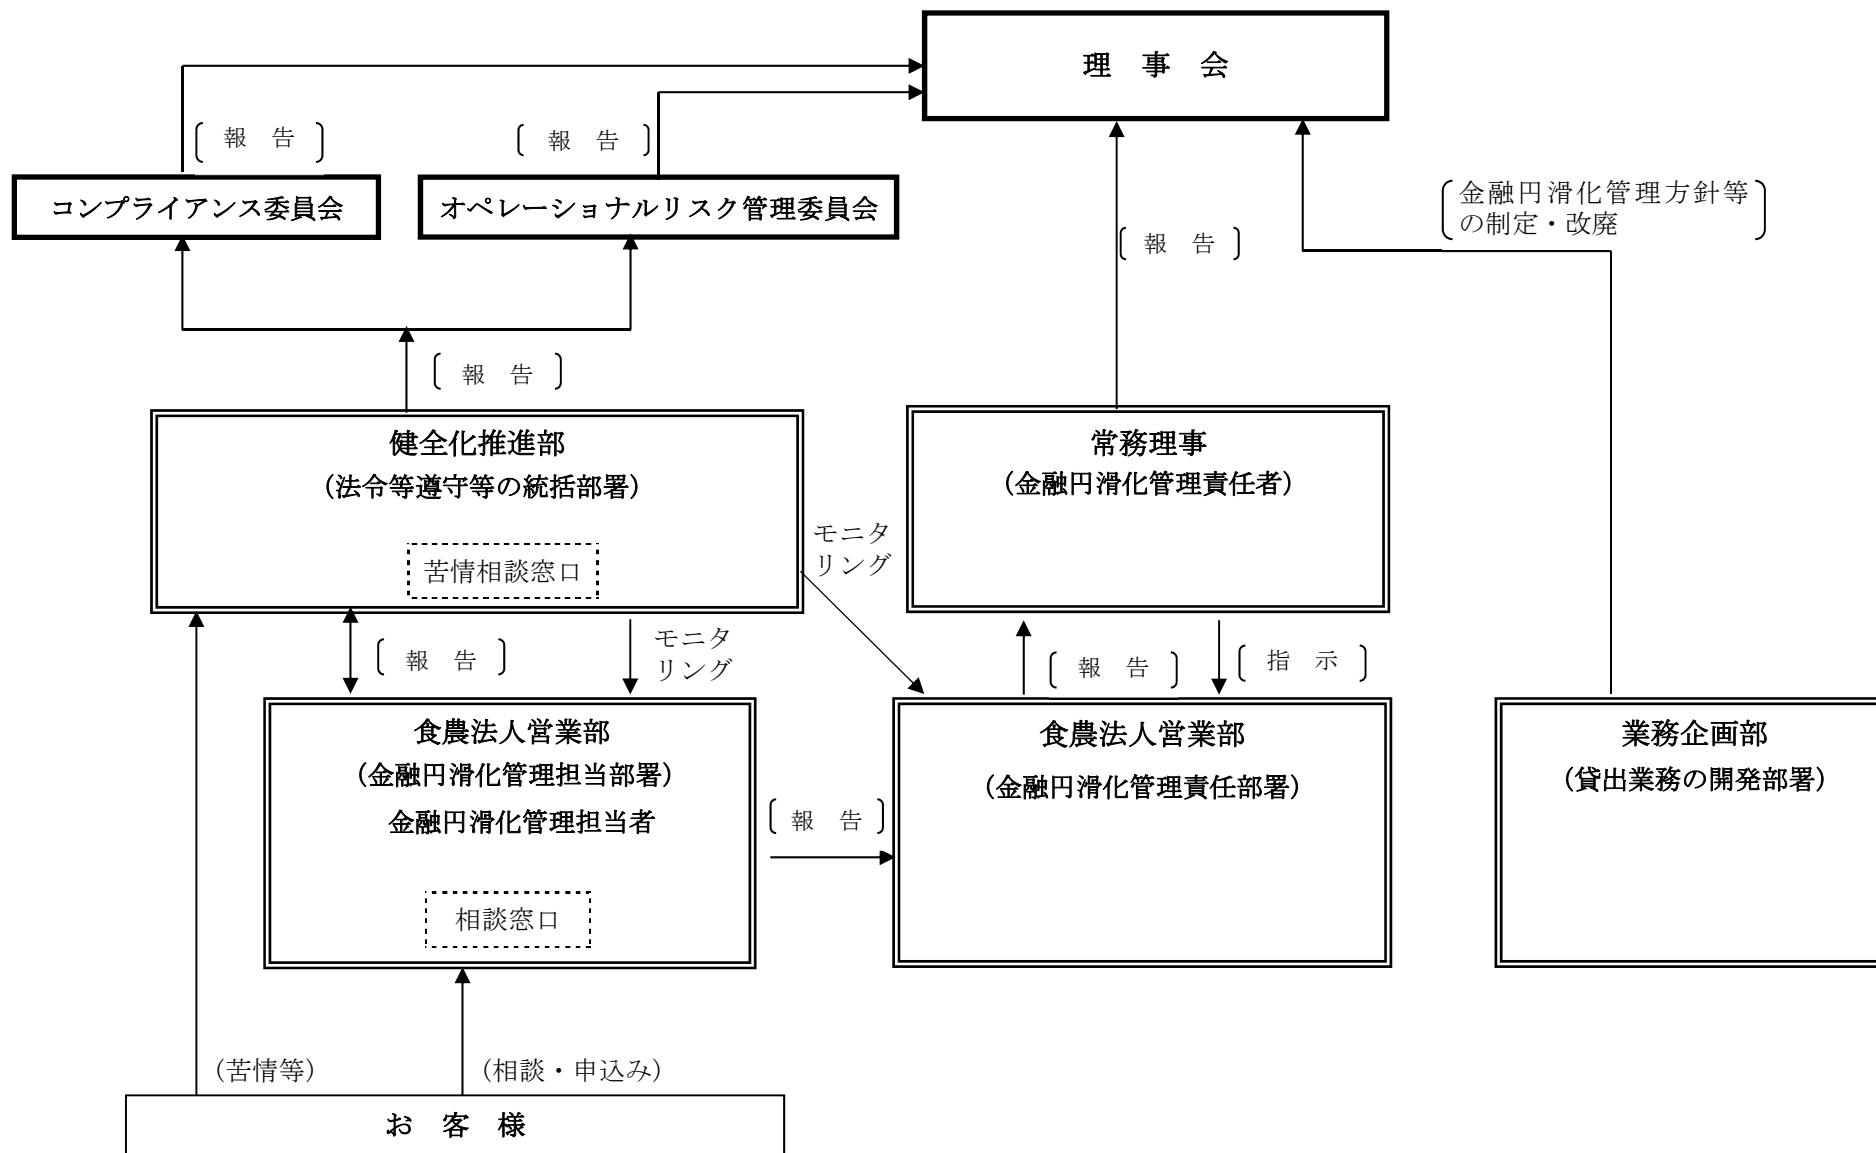 理　事　会
報　告
報　告
コンプライアンス委員会
オペレーショナルリスク管理委員会
金融円滑化管理方針等
の制定・改廃
報　告
報　告
健全化推進部
（法令等遵守等の統括部署）
苦情相談窓口
モニタ
リング
常務理事
（金融円滑化管理責任者）
報　告
モニタ
リング
報　告
指　示
食農法人営業部
（金融円滑化管理担当部署）
金融円滑化管理担当者
相談窓口
報　告
食農法人営業部
（金融円滑化管理責任部署）
業務企画部
（貸出業務の開発部署）
（苦情等）
（相談・申込み）
お　客　様